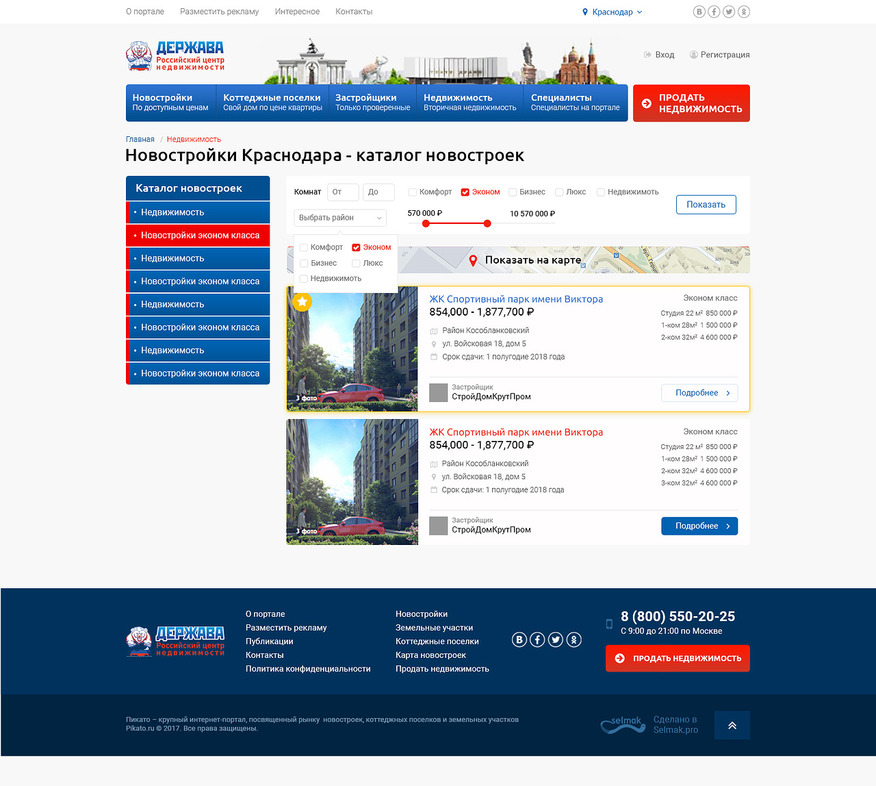 О портале Разместить рекламу Интересное Контакты Краснодар
ДЕРЖАВА
Российский центр
недвижимости
Вход Регистрация
Новостройки
По доступным ценам
Коттеджные поселки
Свой дом по цене квартиры
Застройщики
Только проверенные
Недвижимость
Вторичная недвижимость
Специалисты
Специалисты на портале
ПРОДАТЬ
НЕДВИЖИМОСТЬ
Главная / Недвижимость
Новостройки Краснодара - каталог новостроек
Каталог новостроек
Недвижимость
Новостройки эконом класса
Недвижимость
Новостройки эконом класса
Недвижимость
Новостройки эконом класса
Недвижимость
Новостройки эконом класса
Комнат От До Комфорт Эконом Бизнес Люкс Недвижимость
Показать
Выбрать район
570 000 ₽ 10 570 000 ₽
Комфорт Эконом
Бизнес Люкс
Недвижимоть
Показать на карте
ЖК Спортивный парк имени Виктора
854,000 - 1,877,700 ₽
Район Кособланковский
ул. Войсковая 18, дом 5
Срок сдачи: 1 полугодие 2018 года
Эконом класс
Студия 22 м² 850 000 ₽
1-ком 28м² 1 500 000 ₽
2-ком 32м² 4 600 000 ₽
3 фото
Застройщик
СтройДомКрутПром
Подробнее
ЖК Спортивный парк имени Виктора
854,000 - 1,877,700 ₽
Район Кособланковский
ул. Войсковая 18, дом 5
Срок сдачи: 1 полугодие 2018 года
Эконом класс
Студия 22 м² 850 000 ₽
1-ком 28м² 1 500 000 ₽
2-ком 32м² 4 600 000 ₽
3-ком 32м² 4 600 000 ₽
3 фото
Застройщик
СтройДомКрутПром
Подробнее
ДЕРЖАВА
Российский центр
недвижимости
О портале
Разместить рекламу
Публикации
Контакты
Политика конфиденциальности
Новостройки
Земельные участки
Коттеджные поселки
Карта новостроек
Продать недвижимость
8 (800) 550-20-25
С 9:00 до 21:00 по Москве
ПРОДАТЬ НЕДВИЖИМОСТЬ
Пикато – крупный интернет-портал, посвященный рынку новостроек, коттеджных поселков и земельных участков
Pikato.ru © 2017. Все права защищены.
selmak
Сделано в
Selmak.pro